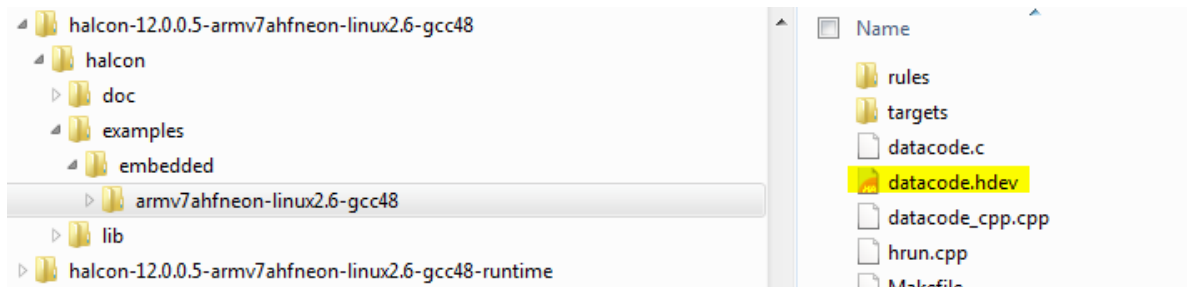 halcon-12.0.0.5-armv7ahfneon-linux2.6-gcc48
halcon
doc
examples
embedded
armv7ahfneon-linux2.6-gcc48
lib
halcon-12.0.0.5-armv7ahfneon-linux2.6-gcc48-runtime
Name
rules
targets
datacode.c
datacode.hdev
datacode_cpp.cpp
hrun.cpp
Makefile